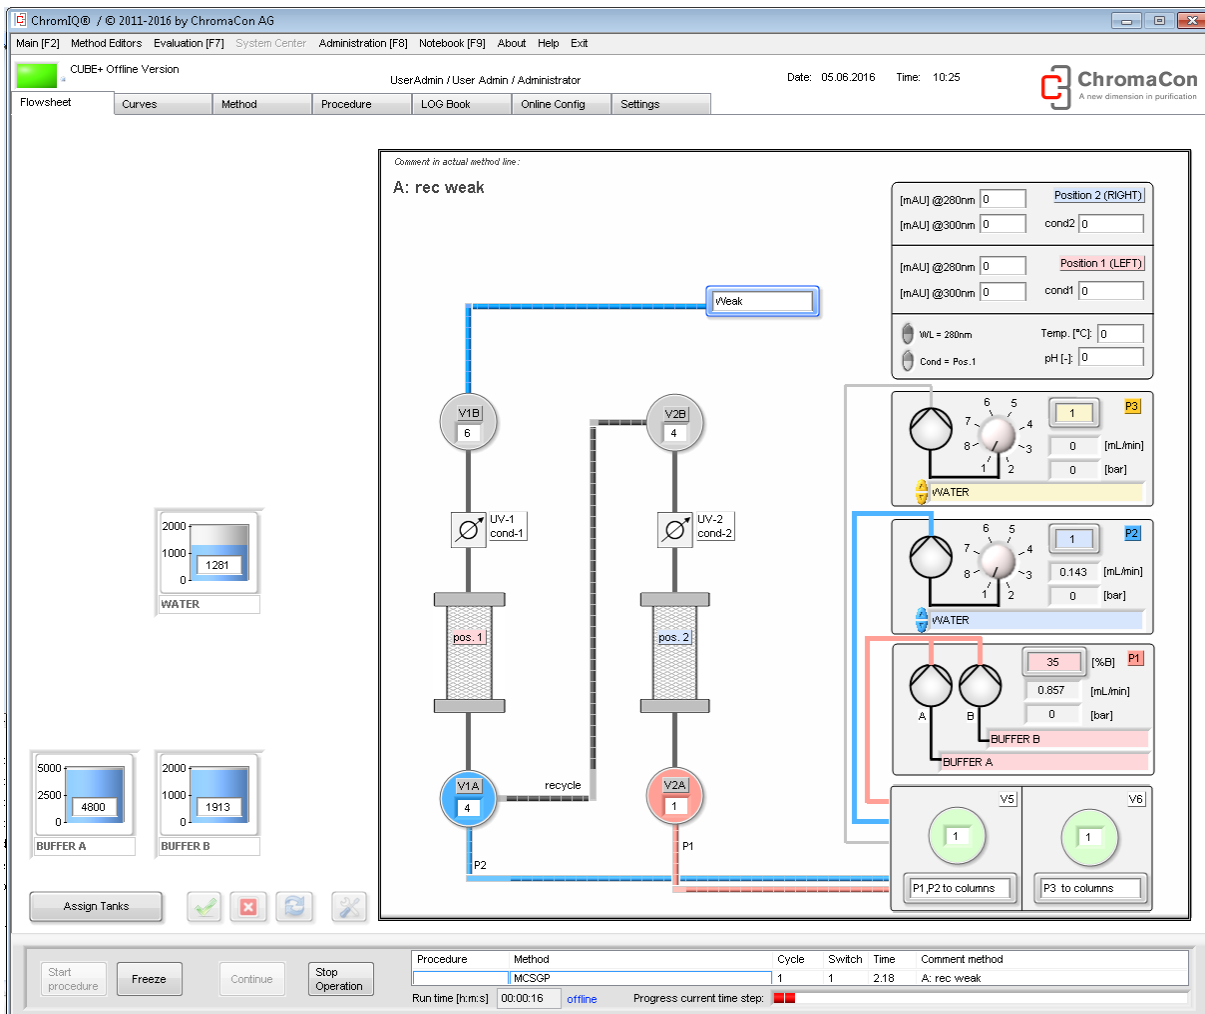 ChromIQ® / © 2011-2016 by ChromaCon AG
Main [F2] Method Editors Evaluation [F7] System Center Administration [F8] Notebook [F9] About Help Exit
CUBE+ Offline Version
UserAdmin / User Admin / Administrator
Date: 05.06.2016 Time: 10:25
ChromaCon
A new dimension in purification
Flowsheet Curves Method Procedure LOG Book Online Config Settings
Comment in actual method line:
A: rec weak
[mAU] @280nm 0 Position 2 (RIGHT)
[mAU] @300nm 0 cond2 0
[mAU] @280nm 0 Position 1 (LEFT)
[mAU] @300nm 0 cond1 0
WL = 280nm Temp. [°C]: 0
Cond = Pos.1 pH [-]: 0
Weak
V1B
6
V2B
4
UV-1
cond-1
UV-2
cond-2
pos. 1
pos. 2
V1A
4
recycle
V2A
1
P2
P1
6 5
7 4
8 3
1 2
1 P3
0 [mL/min]
0 [bar]
WATER
6 5
7 4
8 3
1 2
1 P2
0.143 [mL/min]
0 [bar]
WATER
35 [%B] P1
0.857 [mL/min]
0 [bar]
A B
BUFFER B
BUFFER A
V5
1
P1,P2 to columns
V6
1
P3 to columns
2000
1000
0
1281
WATER
5000
2500
0
4800
BUFFER A
2000
1000
0
1913
BUFFER B
Assign Tanks
Start procedure
Freeze
Continue
Stop Operation
Procedure Method Cycle Switch Time Comment method
MCSGP 1 1 2.18 A: rec weak
Run time [h:m:s] 00:00:16 offline Progress current time step: